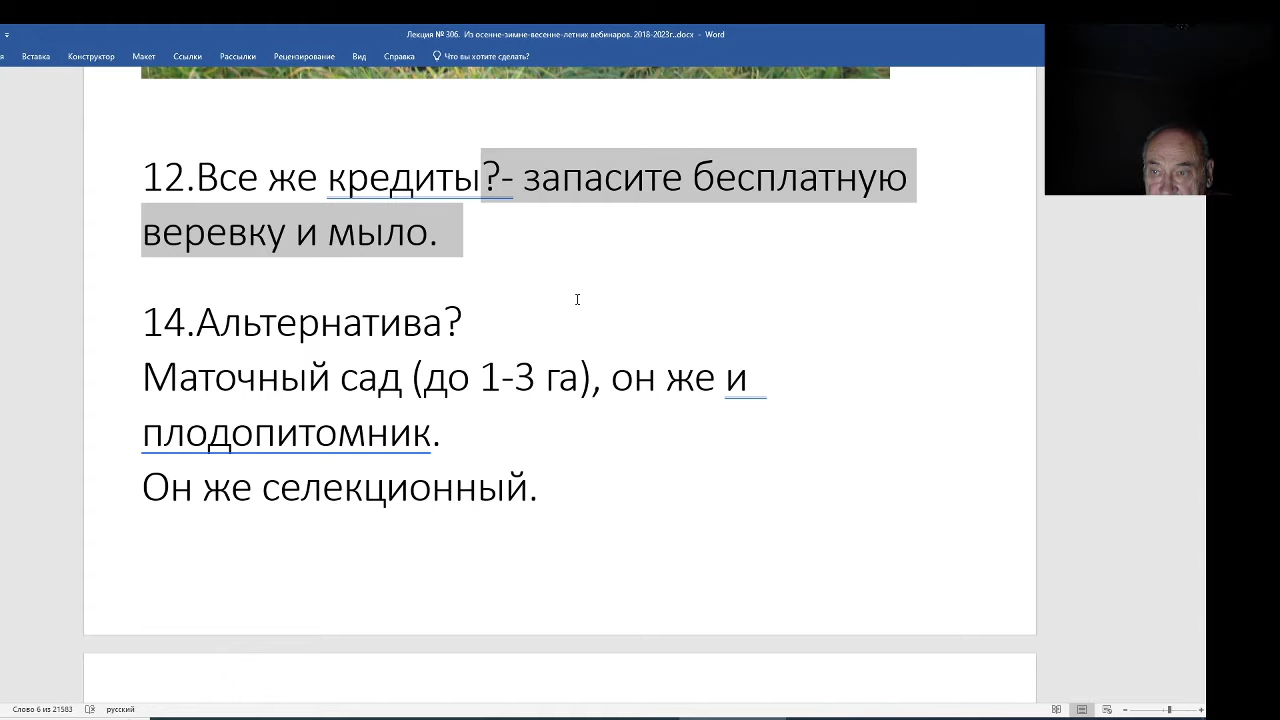 Лекция № 306. Из осенне-зимне-весенне-летних вебинаров. 2018-2023г..docx - Word
я Вставка Конструктор Макет Ссылки Рассылки Рецензирование Вид Справка Что вы хотите сделать?
12.Все же кредиты?- запасите бесплатную
веревку и мыло.
14.Альтернатива?
Маточный сад (до 1-3 га), он же и
плодопитомник.
Он же селекционный.
Слово 6 из 21583 русский